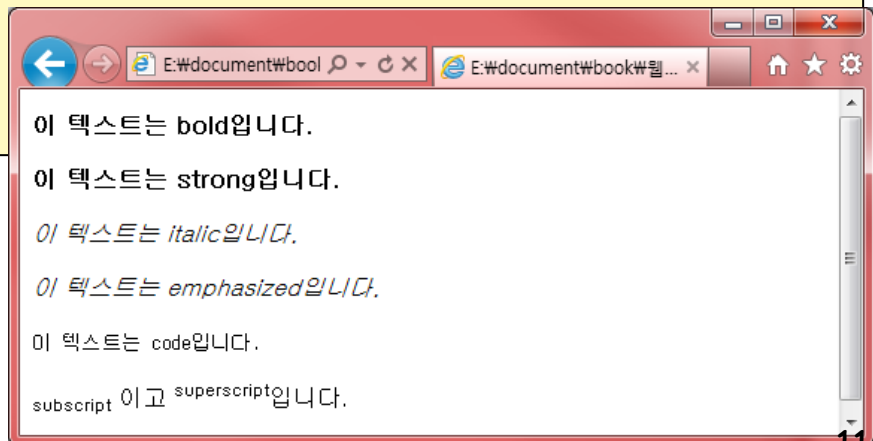 E:₩document₩bool
E:₩document₩book₩웹...
이 텍스트는 bold입니다.
이 텍스트는 strong입니다.
이 텍스트는 italic입니다.
이 텍스트는 emphasized입니다.
이 텍스트는 code입니다.
subscript 이고 superscript입니다.
11